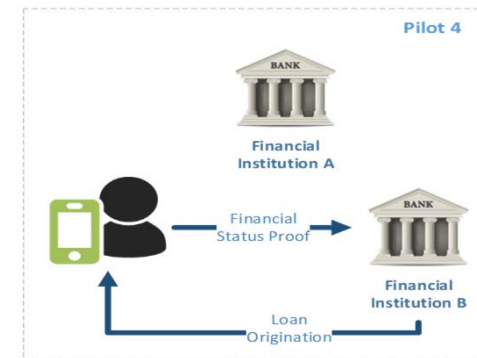 Pilot 4
BANK
Financial
Institution A
BANK
Financial
Status Proof
Financial
Institution B
Loan
Origination